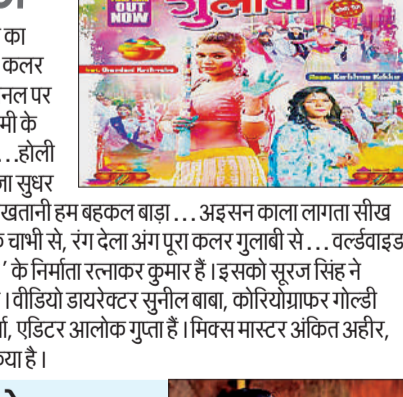 का
OUT
NOW
गुलाबी
कलर
नल पर
मी के
...होली
जा सुधर
खतानी हम बहकल बाड़ा ... अइसन काला लागता सीख
चाभी से, रंग देला अंग पूरा कलर गुलाबी से ... वर्ल्डवाइड
' के निर्माता रत्नाकर कुमार हैं। इसको सूरज सिंह ने
। वीडियो डायरेक्टर सुनील बाबा, कोरियोग्राफर गोल्डी
एडिटर आलोक गुप्ता हैं। मिक्स मास्टर अंकित अहीर,
या है।